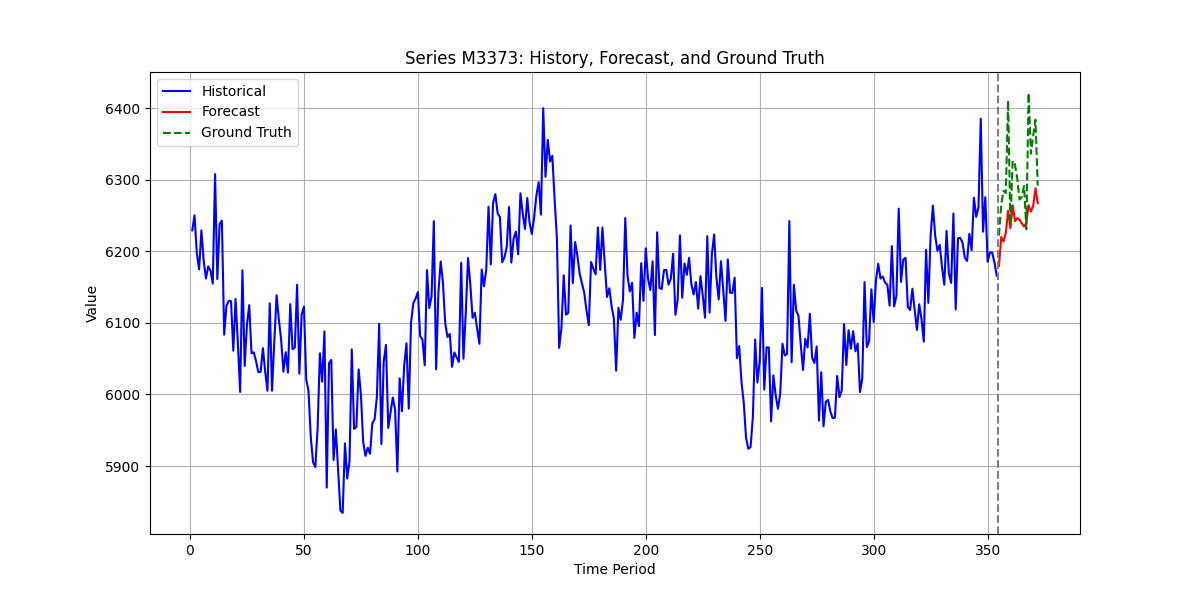 Series M3373: History, Forecast, and Ground Truth
Historical
Forecast
Ground Truth
Value
6400
6300
6200
6100
6000
5900
0 50 100 150 200 250 300 350
Time Period